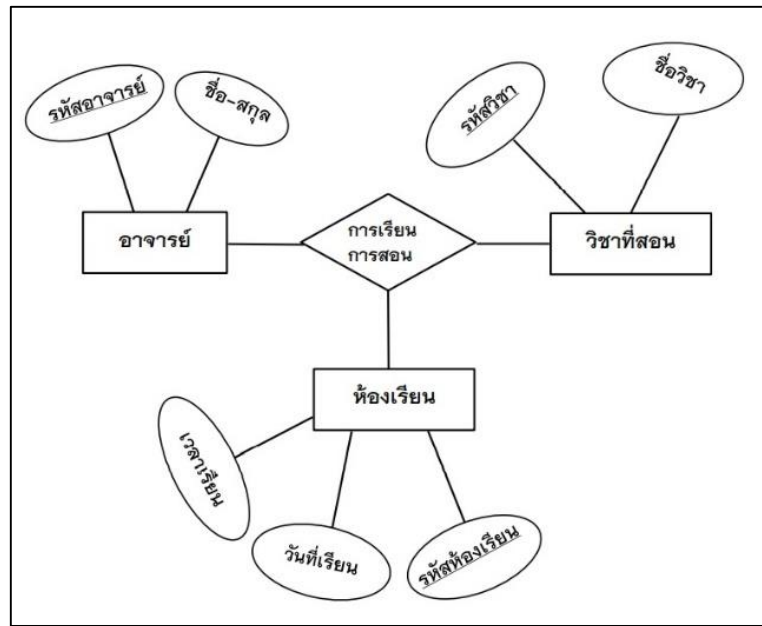 รหัสอาจารย์
ชื่อ-สกุล
รหัสวิชา
ชื่อวิชา
อาจารย์
การเรียน
การสอน
วิชาที่สอน
ห้องเรียน
เวลาเรียน
วันที่เรียน
รหัสห้องเรียน